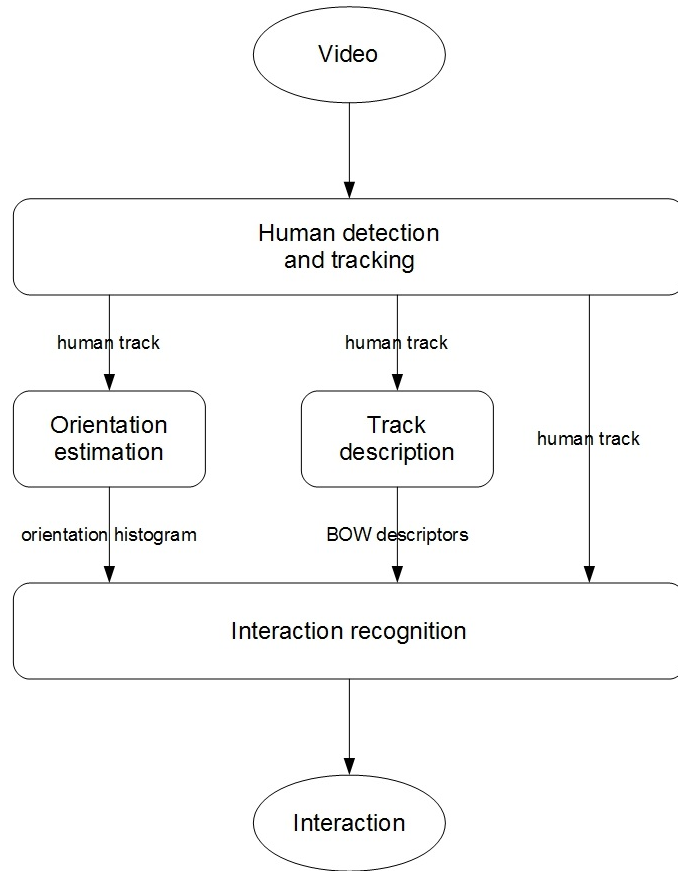 Video
Human detection
and tracking
human track
human track
Orientation
estimation
Track
description
human track
orientation histogram
BOW descriptors
Interaction recognition
Interaction